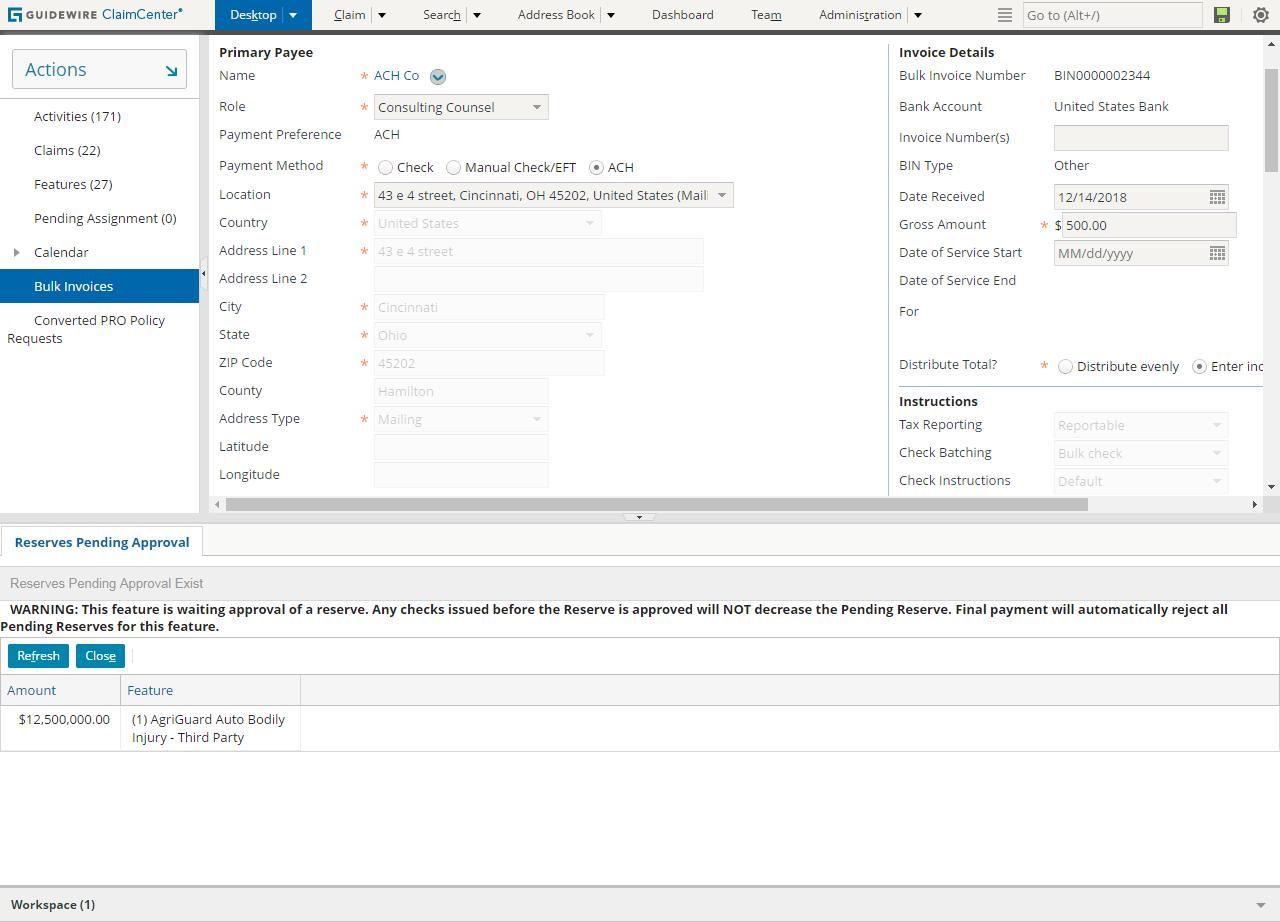 GUIDEWIRE ClaimCenter®
Desktop Claim Search Address Book Dashboard Team Administration Go to (Alt+/)
Actions
Activities (171)
Claims (22)
Features (27)
Pending Assignment (0)
Calendar
Bulk Invoices
Converted PRO Policy
Requests
Primary Payee
Name * ACH Co
Role * Consulting Counsel
Payment Preference ACH
Payment Method * Check Manual Check/EFT ACH
Location * 43 e 4 street, Cincinnati, OH 45202, United States (Mail
Country * United States
Address Line 1 * 43 e 4 street
Address Line 2
City * Cincinnati
State * Ohio
ZIP Code * 45202
County Hamilton
Address Type * Mailing
Latitude
Longitude
Invoice Details
Bulk Invoice Number BIN0000002344
Bank Account United States Bank
Invoice Number(s)
BIN Type Other
Date Received 12/14/2018
Gross Amount * $ 500.00
Date of Service Start MM/dd/yyyy
Date of Service End
For
Distribute Total? * Distribute evenly Enter inc
Instructions
Tax Reporting Reportable
Check Batching Bulk check
Check Instructions Default
Reserves Pending Approval
Reserves Pending Approval Exist
WARNING: This feature is waiting approval of a reserve. Any checks issued before the Reserve is approved will NOT decrease the Pending Reserve. Final payment will automatically reject all
Pending Reserves for this feature.
Refresh Close
Amount Feature
$12,500,000.00 (1) AgriGuard Auto Bodily
Injury - Third Party
Workspace (1)